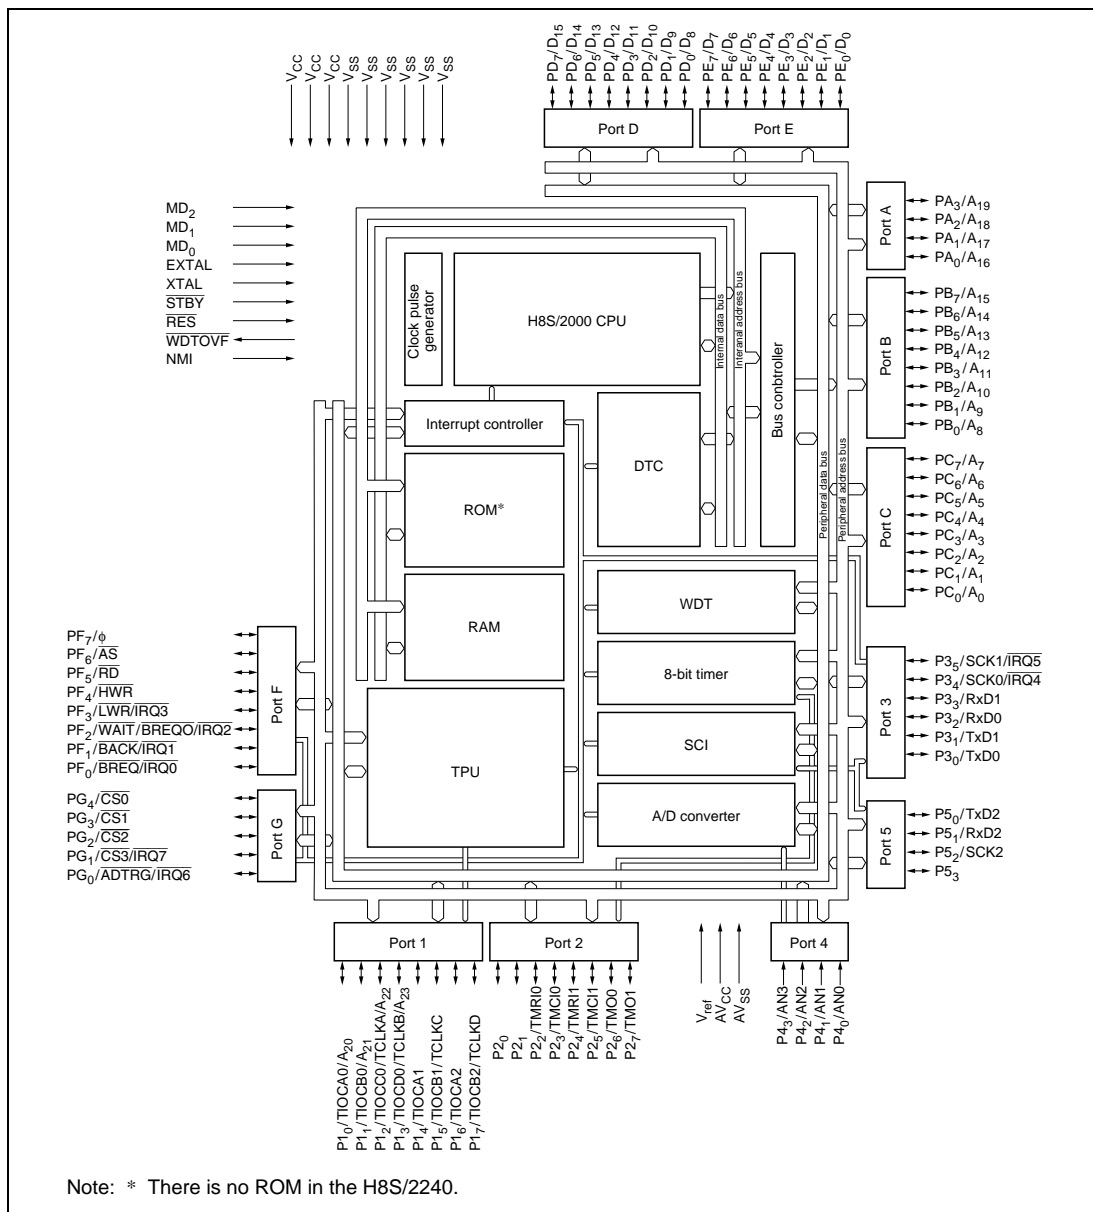 VCC
VCC
VCC
VSS
VSS
VSS
VSS
VSS
VSS
PD7/D15
PD6/D14
PD5/D13
PD4/D12
PD3/D11
PD2/D10
PD1/D9
PD0/D8
PE7/D7
PE6/D6
PE5/D5
PE4/D4
PE3/D3
PE2/D2
PE1/D1
PE0/D0
Port D
Port E
MD2
MD1
MD0
EXTAL
XTAL
STBY
RES
WDTOVF
NMI
Port A
PA3/A19
PA2/A18
PA1/A17
PA0/A16
Clock pulse
generator
H8S/2000 CPU
Internal data bus
Interanal address bus
Bus conbtroller
Port B
PB7/A15
PB6/A14
PB5/A13
PB4/A12
PB3/A11
PB2/A10
PB1/A9
PB0/A8
Interrupt controller
DTC
ROM*
RAM
Peripheral data bus
Peripheral address bus
Port C
PC7/A7
PC6/A6
PC5/A5
PC4/A4
PC3/A3
PC2/A2
PC1/A1
PC0/A0
WDT
8-bit timer
SCI
A/D converter
TPU
PF7/ϕ
PF6/AS
PF5/RD
PF4/HWR
PF3/LWR/IRQ3
PF2/WAIT/BREQO/IRQ2
PF1/BACK/IRQ1
PF0/BREQ/IRQ0
Port F
PG4/CS0
PG3/CS1
PG2/CS2
PG1/CS3/IRQ7
PG0/ADTRG/IRQ6
Port G
Port 3
P35/SCK1/IRQ5
P34/SCK0/IRQ4
P33/RxD1
P32/RxD0
P31/TxD1
P30/TxD0
Port 5
P50/TxD2
P51/RxD2
P52/SCK2
P53
Port 1
Port 2
Port 4
P10/TIOCA0/A20
P11/TIOCB0/A21
P12/TIOCC0/TCLKA/A22
P13/TIOCD0/TCLKB/A23
P14/TIOCA1
P15/TIOCB1/TCLKC
P16/TIOCA2
P17/TIOCB2/TCLKD
P20
P21
P22/TMRI0
P23/TMCI0
P24/TMRI1
P25/TMCI1
P26/TMO0
P27/TMO1
Vref
AVCC
AVSS
P43/AN3
P42/AN2
P41/AN1
P40/AN0
Note: * There is no ROM in the H8S/2240.